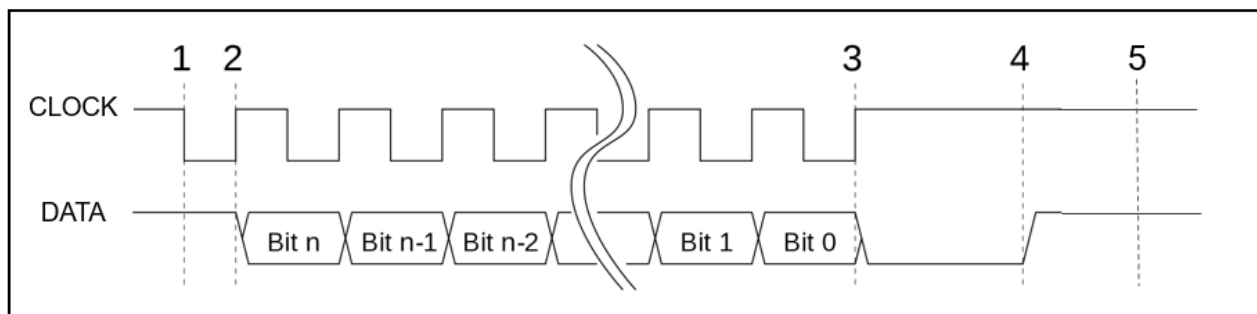 1 2 3 4 5
CLOCK
DATA
Bit n Bit n-1 Bit n-2 Bit 1 Bit 0